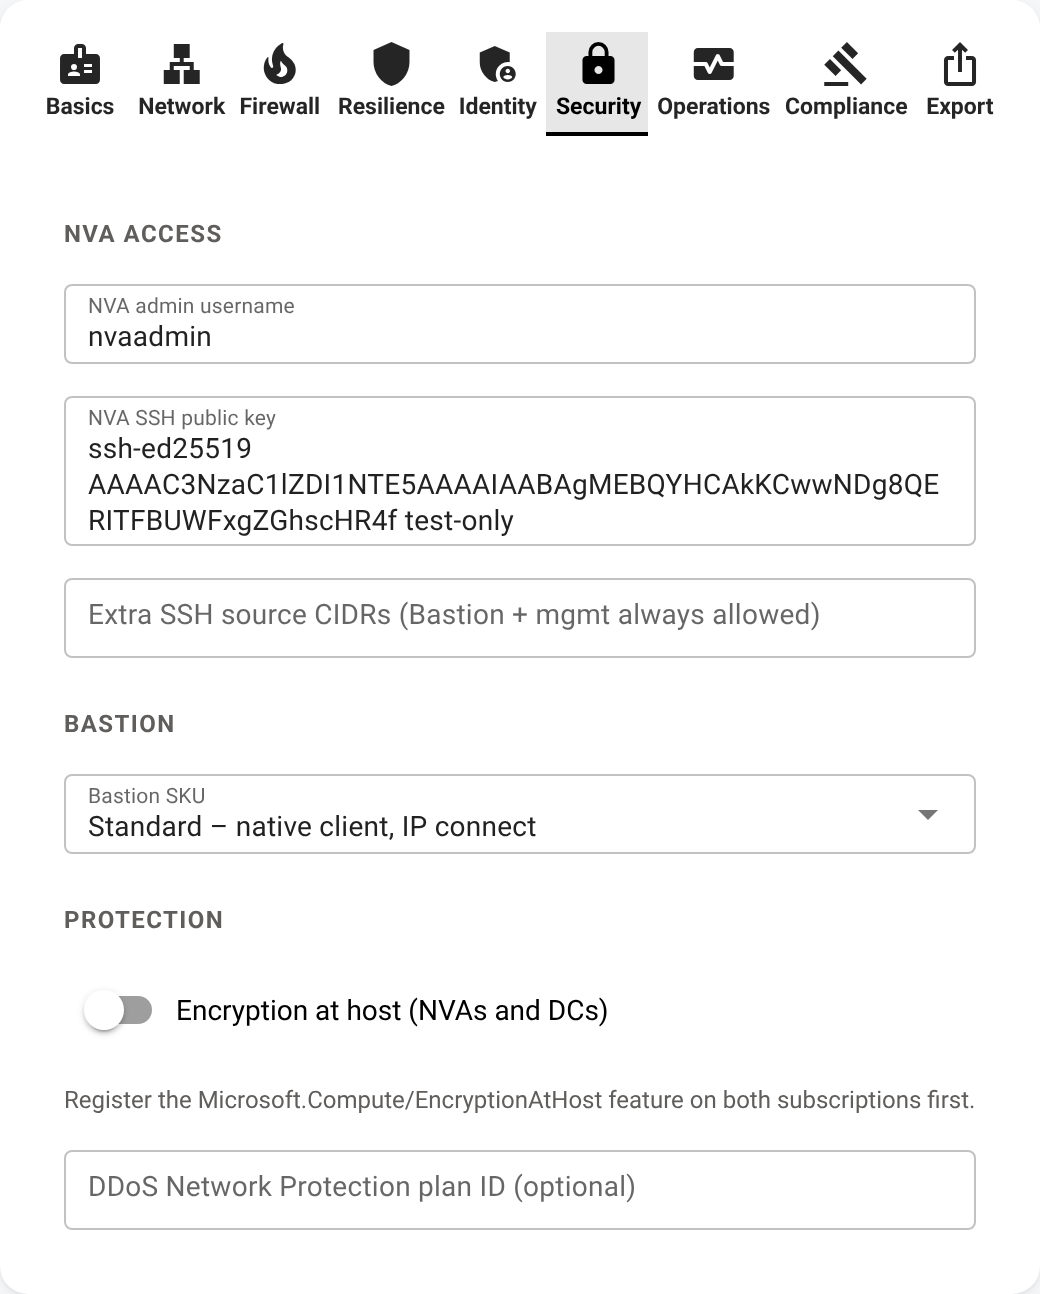 Basics Network Firewall Resilience Identity Security Operations Compliance Export
NVA ACCESS
NVA admin username
nvaadmin
NVA SSH public key
ssh-ed25519
AAAAC3NzaC1lZDI1NTE5AAAAIAABAgMEBQYHCAkKCwwNDg8QE
RITFBUWFxgZGhscHR4f test-only
Extra SSH source CIDRs (Bastion + mgmt always allowed)
BASTION
Bastion SKU
Standard – native client, IP connect
PROTECTION
Encryption at host (NVAs and DCs)
Register the Microsoft.Compute/EncryptionAtHost feature on both subscriptions first.
DDoS Network Protection plan ID (optional)